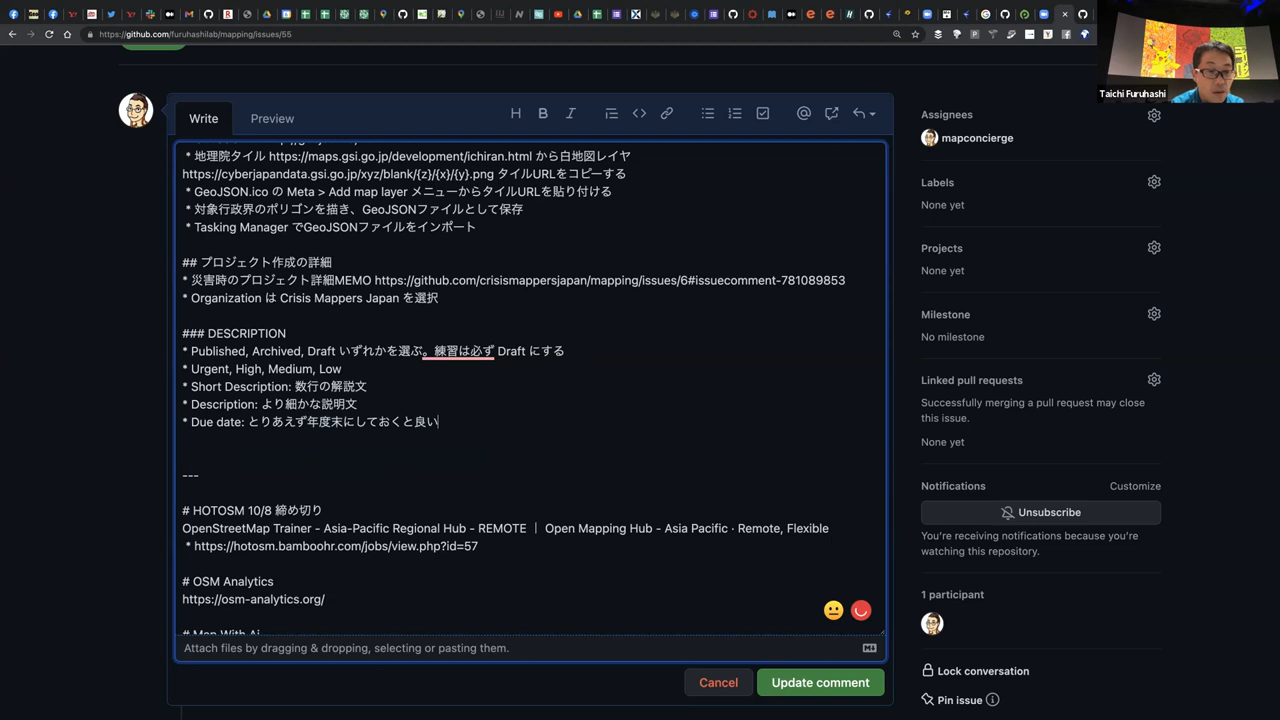 https://github.com/furuhashilab/mapping/issues/55
Taichi Furuhashi
Write
Preview
* 地理院タイル https://maps.gsi.go.jp/development/ichiran.html から白地図レイヤ
https://cyberjapandata.gsi.go.jp/xyz/blank/{z}/{x}/{y}.png タイルURLをコピーする
* GeoJSON.ico の Meta > Add map layer メニューからタイルURLを貼り付ける
* 対象行政界のポリゴンを描き、GeoJSONファイルとして保存
* Tasking Manager でGeoJSONファイルをインポート
## プロジェクト作成の詳細
* 災害時のプロジェクト詳細MEMO https://github.com/crisismappersjapan/mapping/issues/6#issuecomment-781089853
* Organization は Crisis Mappers Japan を選択
### DESCRIPTION
* Published, Archived, Draft いずれかを選ぶ。練習は必ず Draft にする
* Urgent, High, Medium, Low
* Short Description: 数行の解説文
* Description: より細かな説明文
* Due date: とりあえず年度末にしておくと良い
---
# HOTOSM 10/8 締め切り
OpenStreetMap Trainer - Asia-Pacific Regional Hub - REMOTE ｜ Open Mapping Hub - Asia Pacific · Remote, Flexible
* https://hotosm.bamboohr.com/jobs/view.php?id=57
# OSM Analytics
https://osm-analytics.org/
# Map With Ai
Attach files by dragging & dropping, selecting or pasting them.
Cancel
Update comment
Assignees
mapconcierge
Labels
None yet
Projects
None yet
Milestone
No milestone
Linked pull requests
Successfully merging a pull request may close
this issue.
None yet
Notifications
Customize
Unsubscribe
You're receiving notifications because you're
watching this repository.
1 participant
Lock conversation
Pin issue